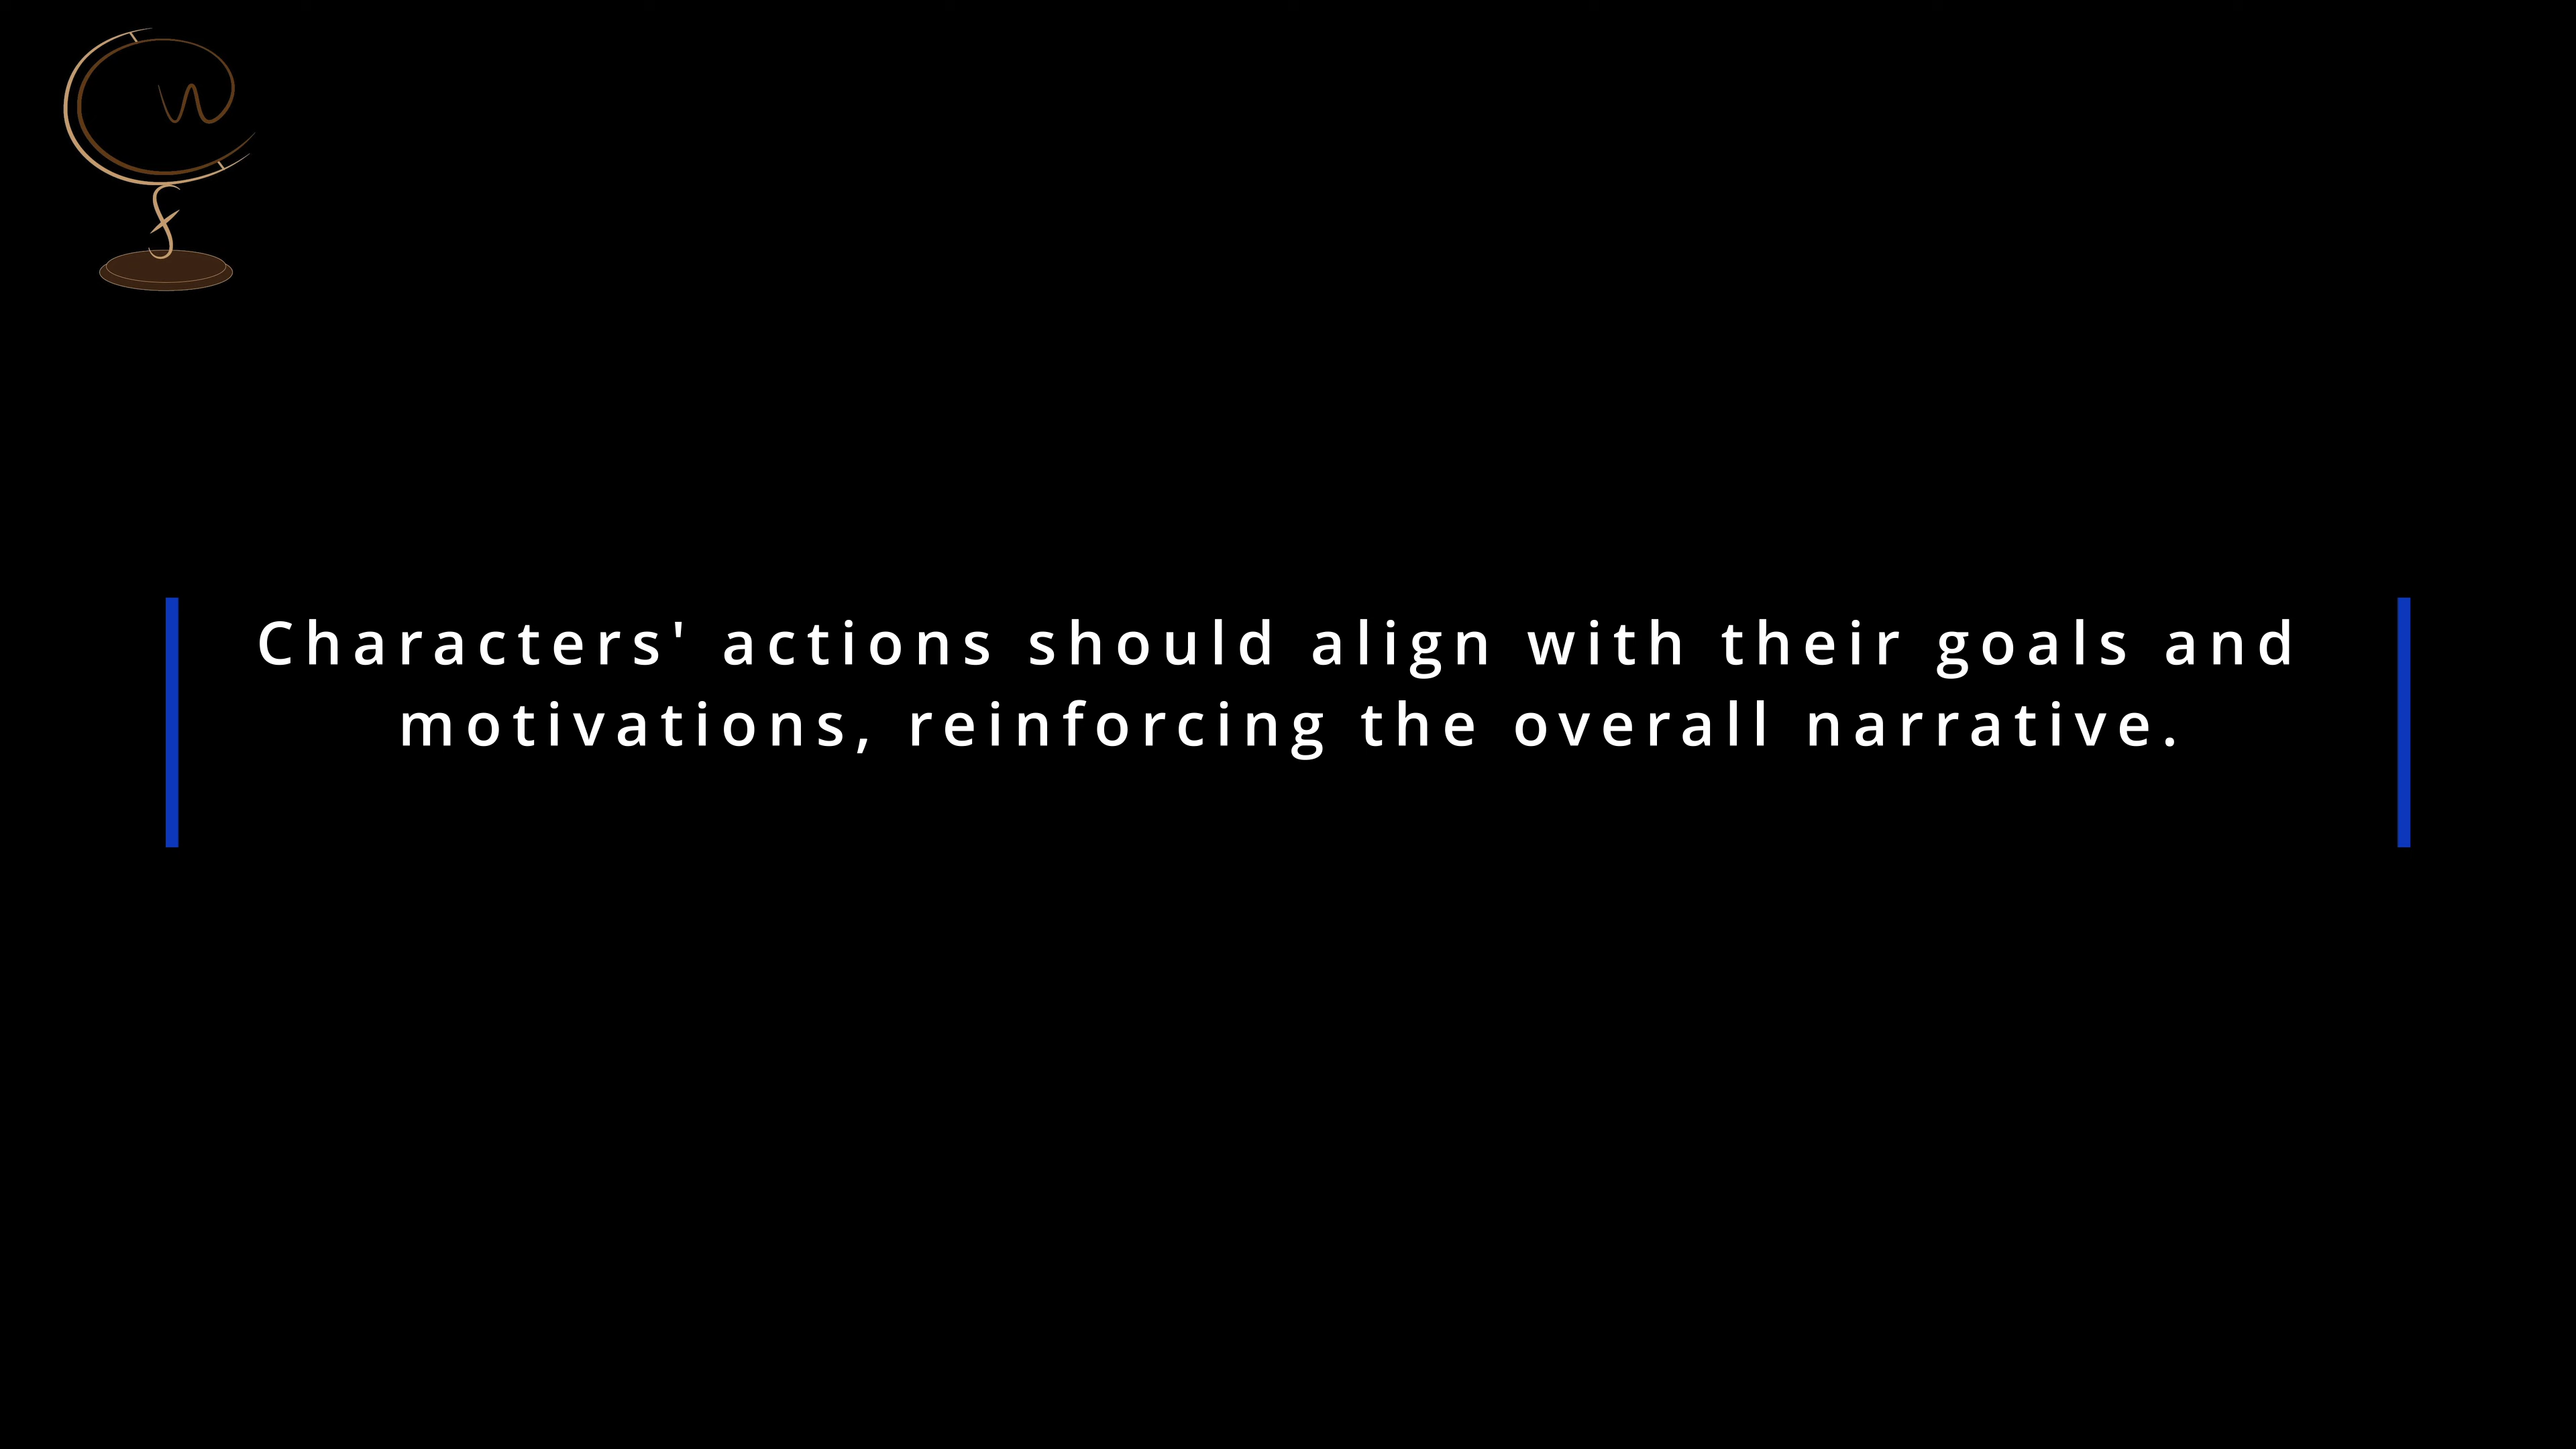 Characters' actions should align with their goals and
motivations, reinforcing the overall narrative.